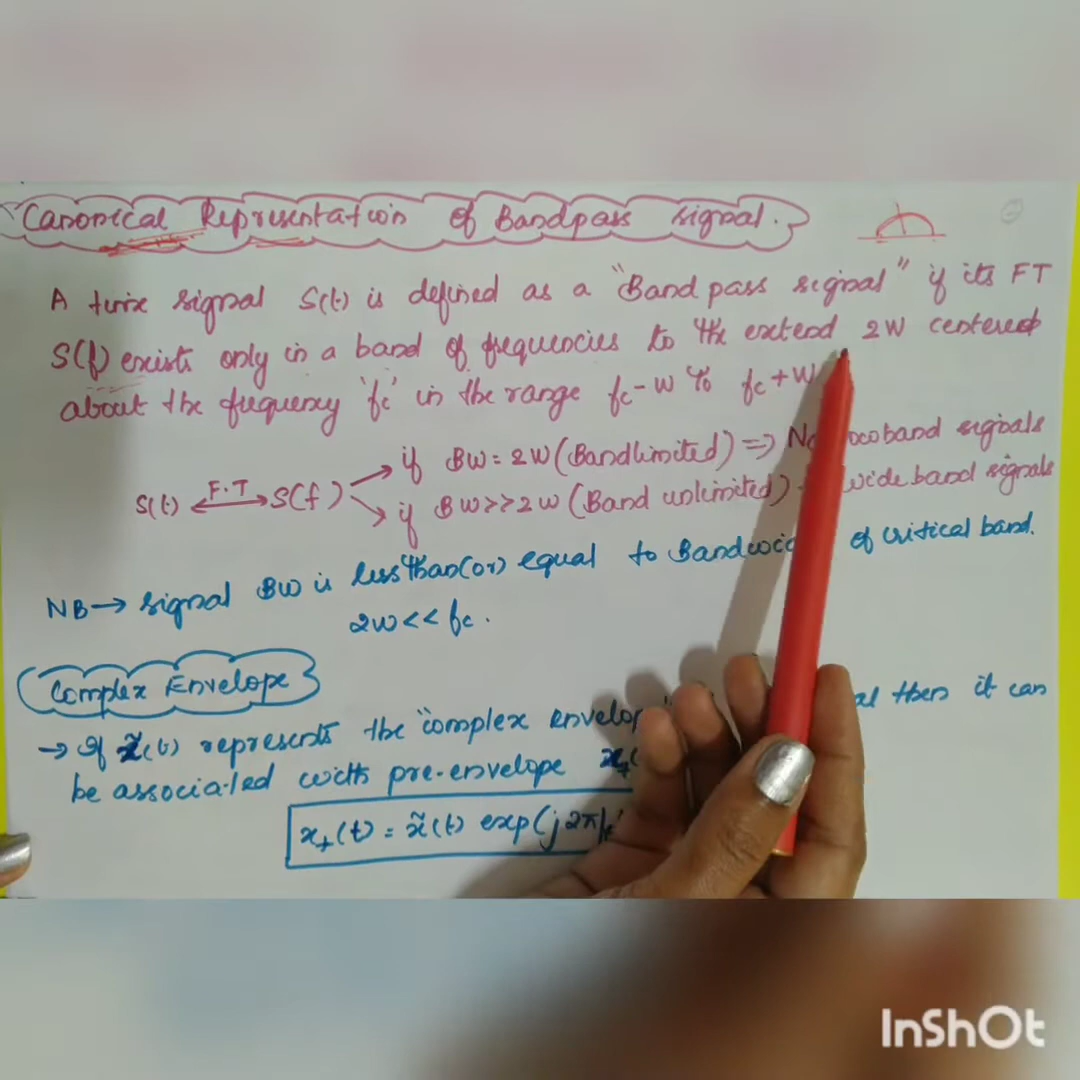 Canonical Representation of Bandpass signal.
A time signal S(t) is defined as a "Band pass signal" if its FT
S(f) exists only in a band of frequencies to the extend 2W centered
about the frequency 'fc' in the range fc-W to fc+W
if BW = 2W (Bandlimited) => signals
S(t) <-F.T-> S(f)
if BW>>2W (Band unlimited) wide band signals
NB-> signal BW is less than (or) equal to of critical band.
2W << fc.
Complex Envelope
-> If x̃(t) represents the "complex then it can
be associated with pre-envelope
x+(t) = x̃(t) exp(j2π
InShOt